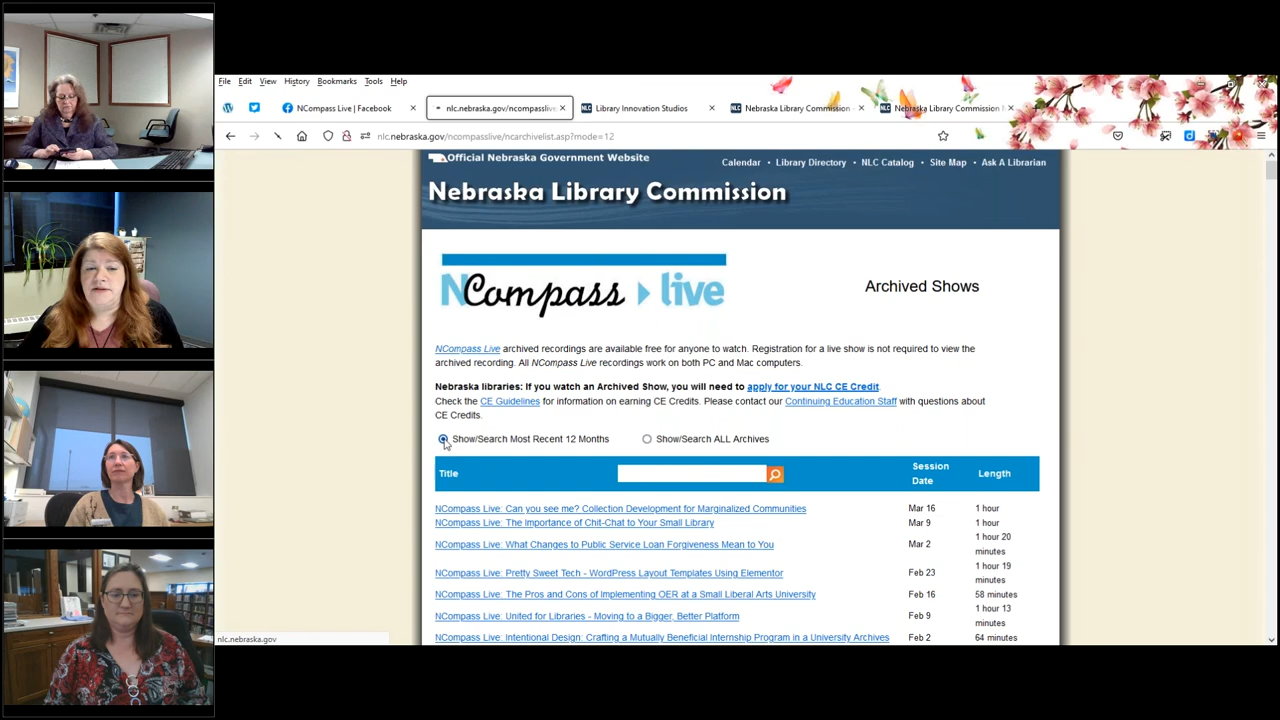 File Edit View History Bookmarks Tools Help
NCompass Live | Facebook
nlc.nebraska.gov/ncompasslive
Library Innovation Studios
Nebraska Library Commission
Nebraska Library Commission
nlc.nebraska.gov/ncompasslive/ncarchivelist.asp?mode=12
Official Nebraska Government Website
Calendar • Library Directory • NLC Catalog • Site Map • Ask A Librarian
Nebraska Library Commission
NCompass live
Archived Shows
NCompass Live archived recordings are available free for anyone to watch. Registration for a live show is not required to view the
archived recording. All NCompass Live recordings work on both PC and Mac computers.
Nebraska libraries: If you watch an Archived Show, you will need to apply for your NLC CE Credit.
Check the CE Guidelines for information on earning CE Credits. Please contact our Continuing Education Staff with questions about
CE Credits.
Show/Search Most Recent 12 Months Show/Search ALL Archives
Title Session Date Length
NCompass Live: Can you see me? Collection Development for Marginalized Communities Mar 16 1 hour
NCompass Live: The Importance of Chit-Chat to Your Small Library Mar 9 1 hour
NCompass Live: What Changes to Public Service Loan Forgiveness Mean to You Mar 2 1 hour 20 minutes
NCompass Live: Pretty Sweet Tech - WordPress Layout Templates Using Elementor Feb 23 1 hour 19 minutes
NCompass Live: The Pros and Cons of Implementing OER at a Small Liberal Arts University Feb 16 58 minutes
NCompass Live: United for Libraries - Moving to a Bigger, Better Platform Feb 9 1 hour 13 minutes
NCompass Live: Intentional Design: Crafting a Mutually Beneficial Internship Program in a University Archives Feb 2 64 minutes
nlc.nebraska.gov